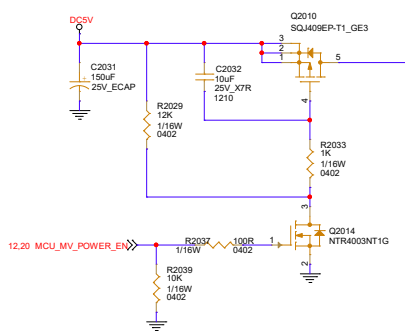 DC5V
Q2010
SQJ409EP-T1_GE3
3
2
1
5
4
C2031
150uF
25V_ECAP
C2032
10uF
25V_X7R
1210
R2029
12K
1/16W
0402
R2033
1K
1/16W
0402
3
Q2014
NTR4003NT1G
1
2
12,20 MCU_MV_POWER_EN
R2037 100R
1/16W 0402
R2039
10K
1/16W
0402